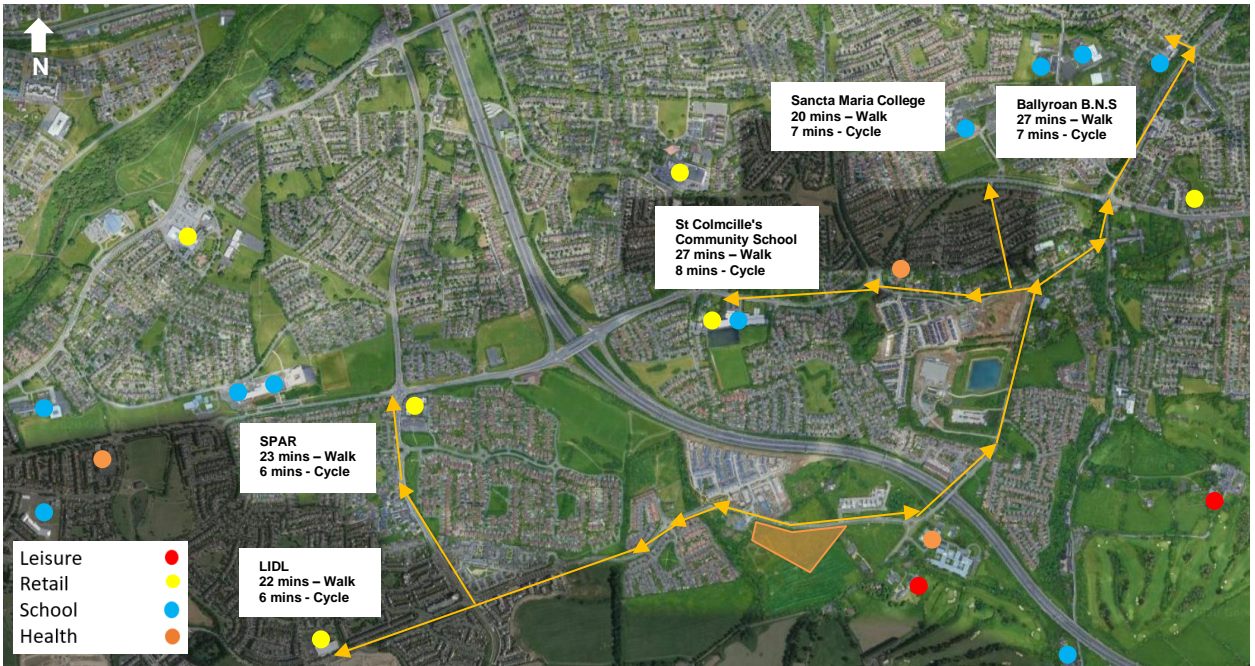 N
Sancta Maria College
20 mins – Walk
7 mins - Cycle
Ballyroan B.N.S
27 mins – Walk
7 mins - Cycle
St Colmcille's
Community School
27 mins – Walk
8 mins - Cycle
SPAR
23 mins – Walk
6 mins - Cycle
LIDL
22 mins – Walk
6 mins - Cycle
Leisure
Retail
School
Health